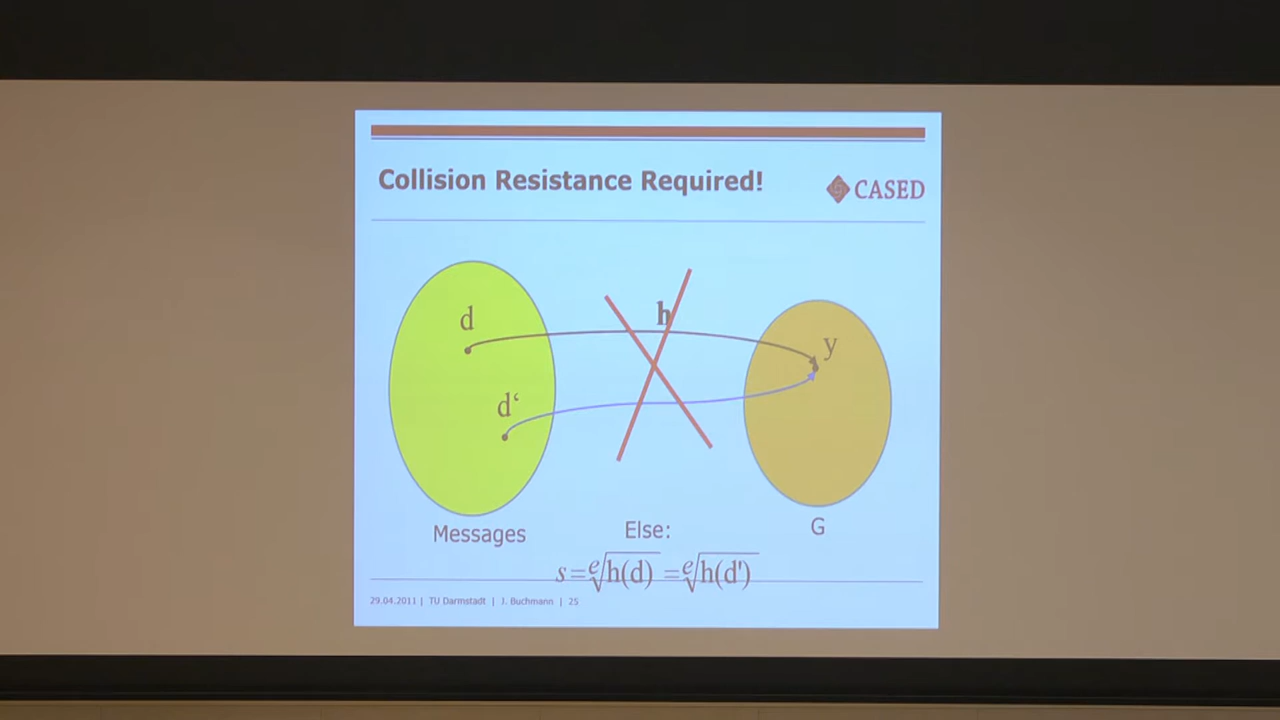 Collision Resistance Required!
CASED
h
d
y
d‘
Messages
Else:
G
s=ᵉ√h(d) =ᵉ√h(d')
29.04.2011 | TU Darmstadt | J. Buchmann | 25